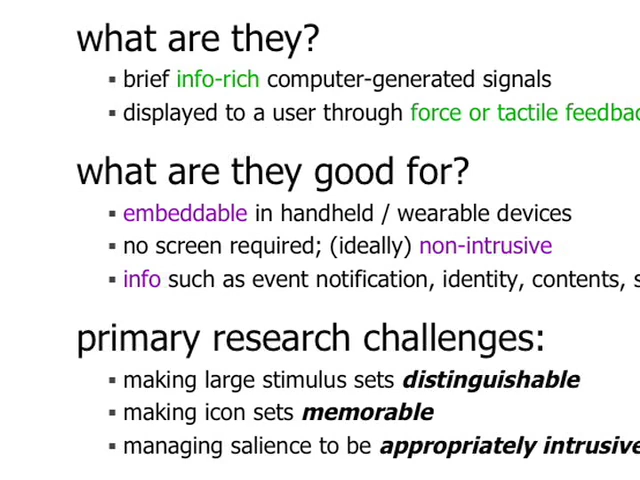 what are they?
▪ brief info-rich computer-generated signals
▪ displayed to a user through force or tactile feedbac
what are they good for?
▪ embeddable in handheld / wearable devices
▪ no screen required; (ideally) non-intrusive
▪ info such as event notification, identity, contents, s
primary research challenges:
▪ making large stimulus sets distinguishable
▪ making icon sets memorable
▪ managing salience to be appropriately intrusive